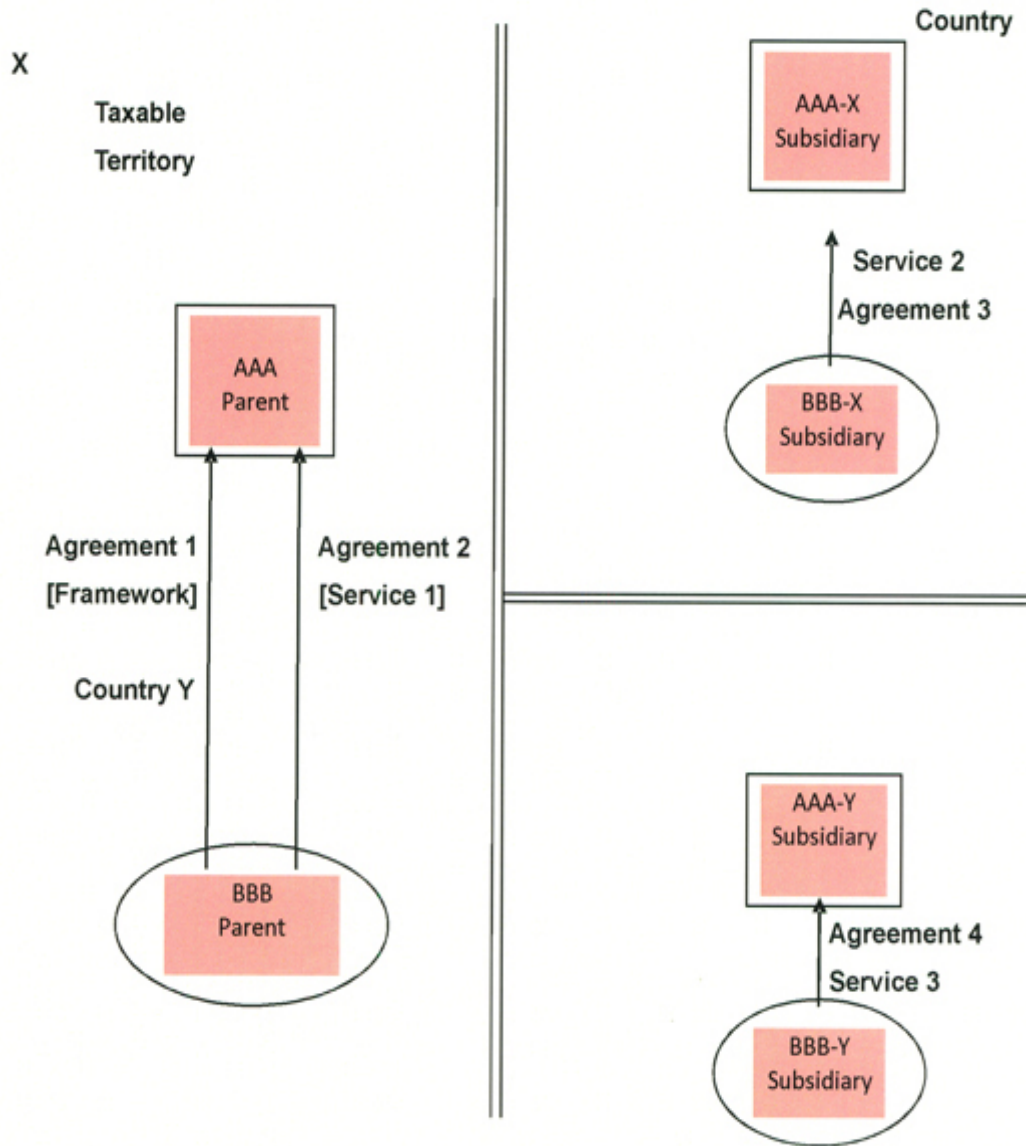 Country
X
Taxable
Territory
AAA-X
Subsidiary
Service 2
Agreement 3
BBB-X
Subsidiary
AAA
Parent
Agreement 1
[Framework]
Agreement 2
[Service 1]
Country Y
BBB
Parent
AAA-Y
Subsidiary
Agreement 4
Service 3
BBB-Y
Subsidiary